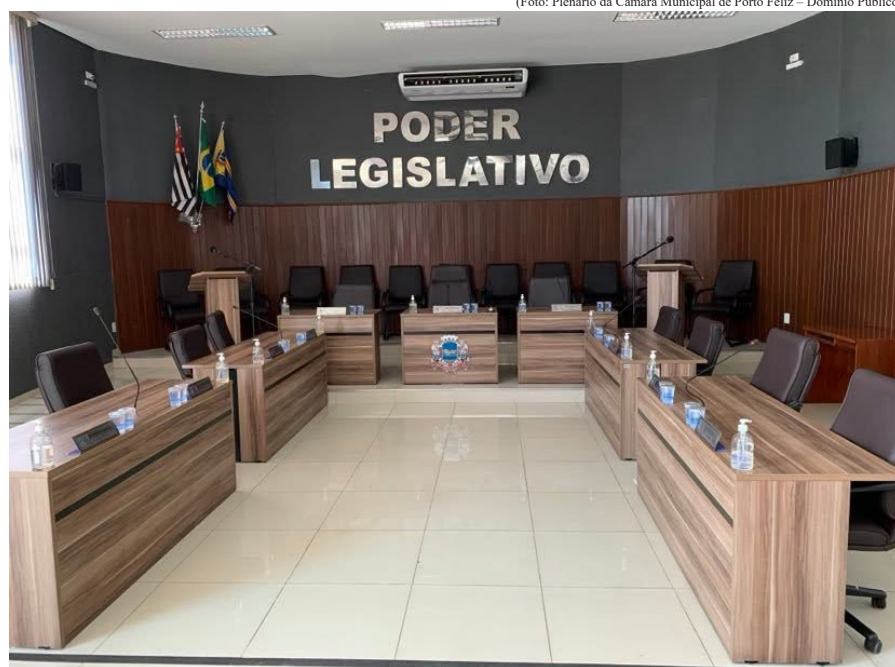 (Foto: Plenário da Câmara Municipal de Porto Feliz – Domínio Público
PODER
LEGISLATIVO